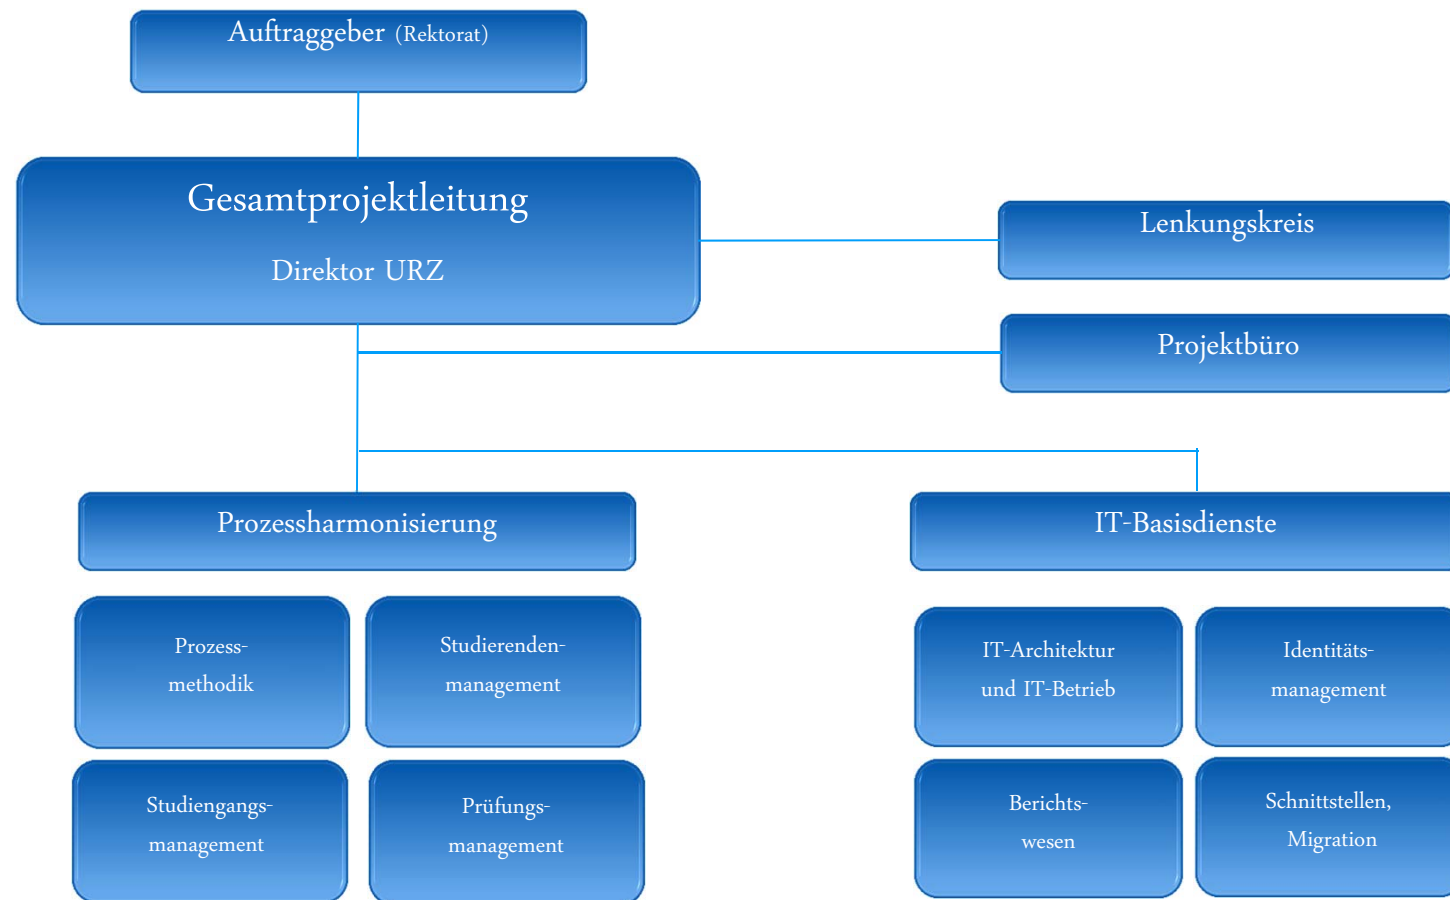 Auftraggeber (Rektorat)
Gesamtprojektleitung
Direktor URZ
Lenkungskreis
Projektbüro
Prozessharmonisierung
IT-Basisdienste
Prozess-
methodik
Studierenden-
management
Studiengangs-
management
Prüfungs-
management
IT-Architektur
und IT-Betrieb
Identitäts-
management
Berichts-
wesen
Schnittstellen,
Migration